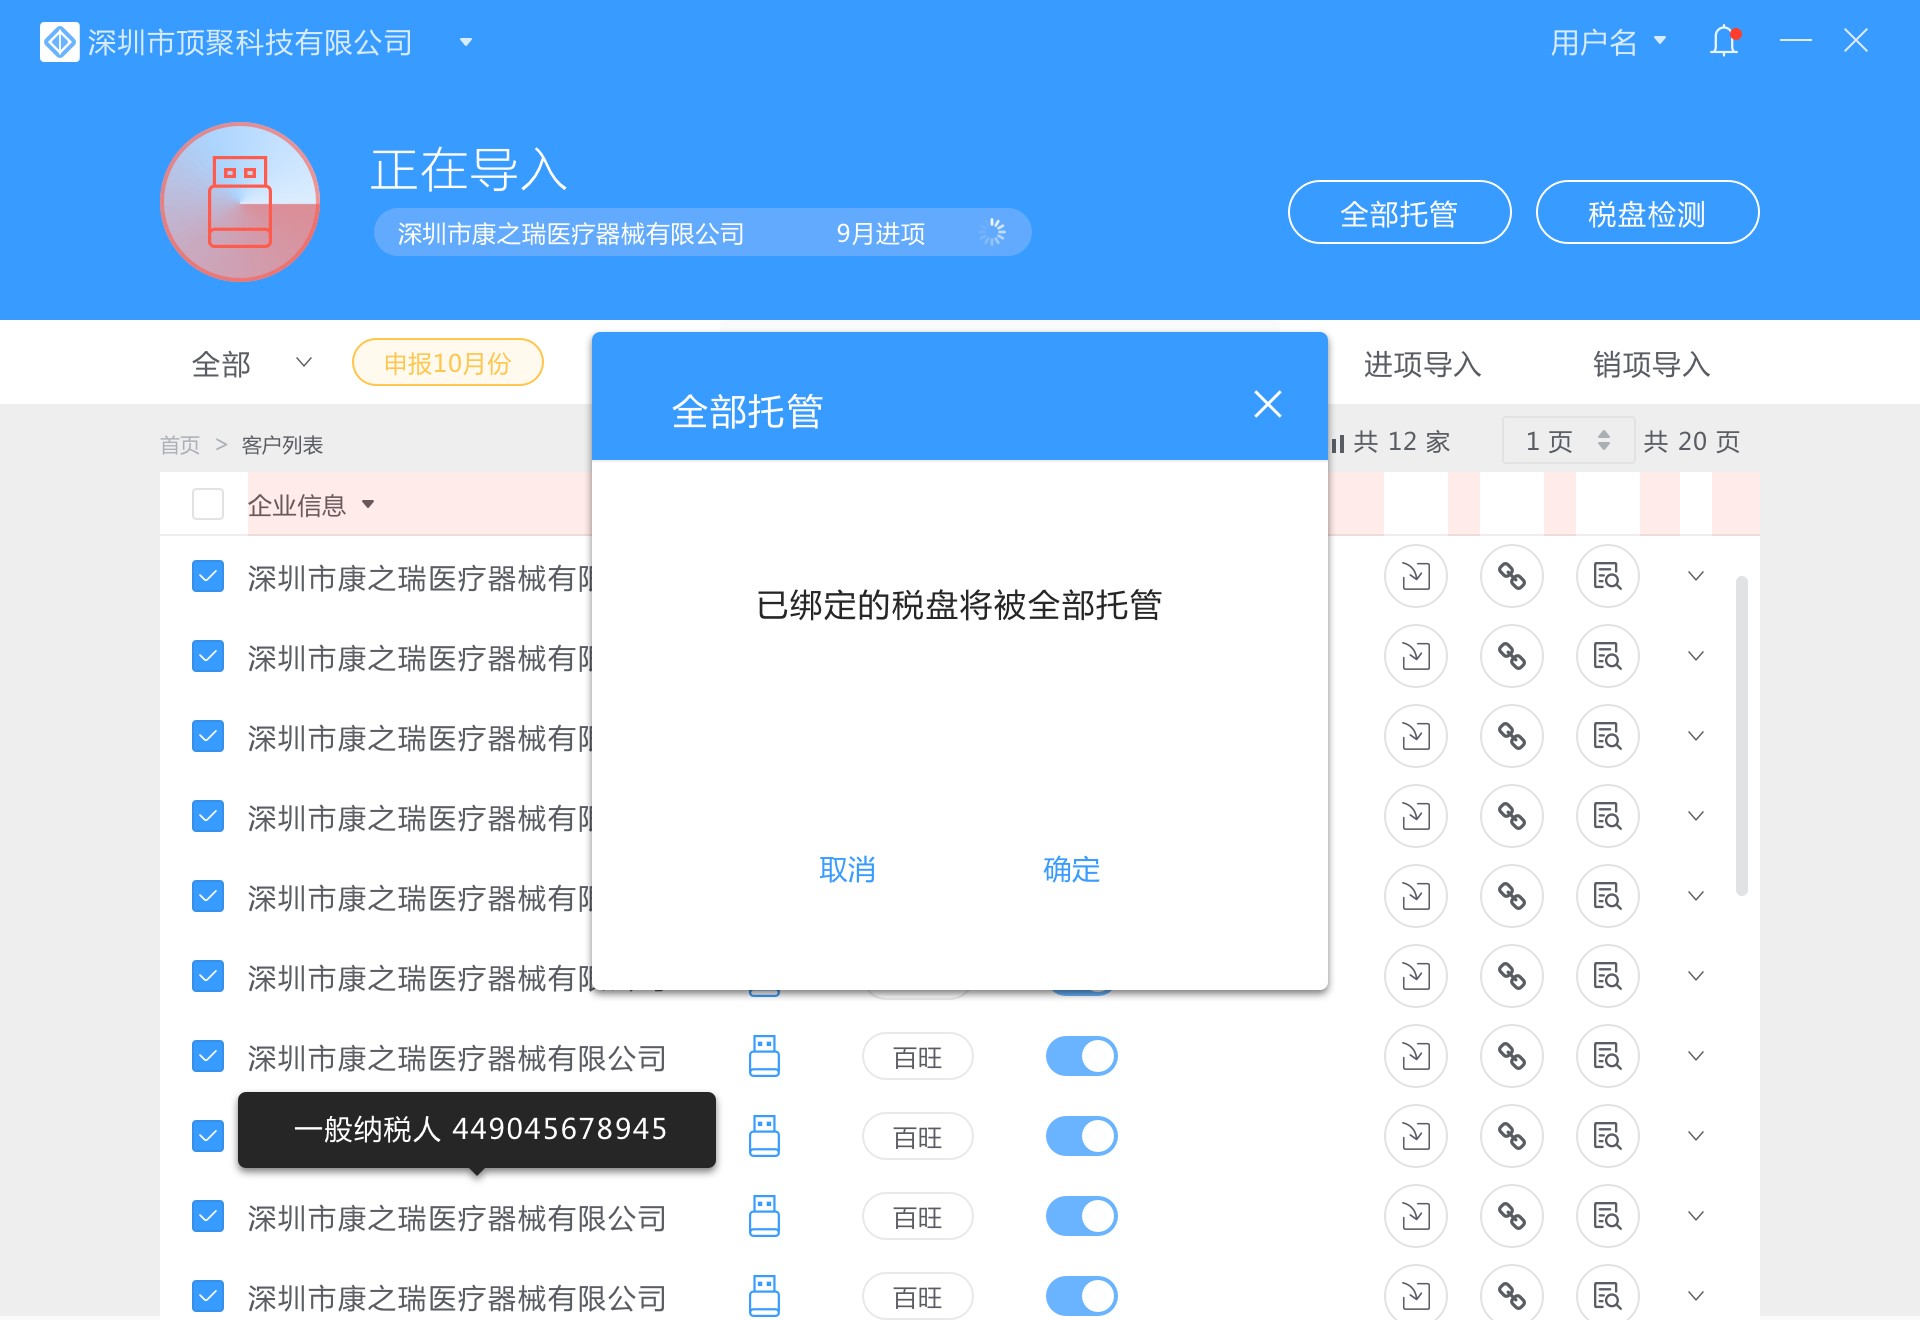 深圳市顶聚科技有限公司
用户名
正在导入
深圳市康之瑞医疗器械有限公司 9月进项
全部托管 税盘检测
全部 申报10月份
进项导入 销项导入
全部托管
首页 > 客户列表
共 12 家 1 页 共 20 页
企业信息
深圳市康之瑞医疗器械有限
已绑定的税盘将被全部托管
深圳市康之瑞医疗器械有限
深圳市康之瑞医疗器械有限
深圳市康之瑞医疗器械有限
取消 确定
深圳市康之瑞医疗器械有限
深圳市康之瑞医疗器械有限
深圳市康之瑞医疗器械有限公司 百旺
一般纳税人 449045678945 百旺
深圳市康之瑞医疗器械有限公司 百旺
深圳市康之瑞医疗器械有限公司 百旺